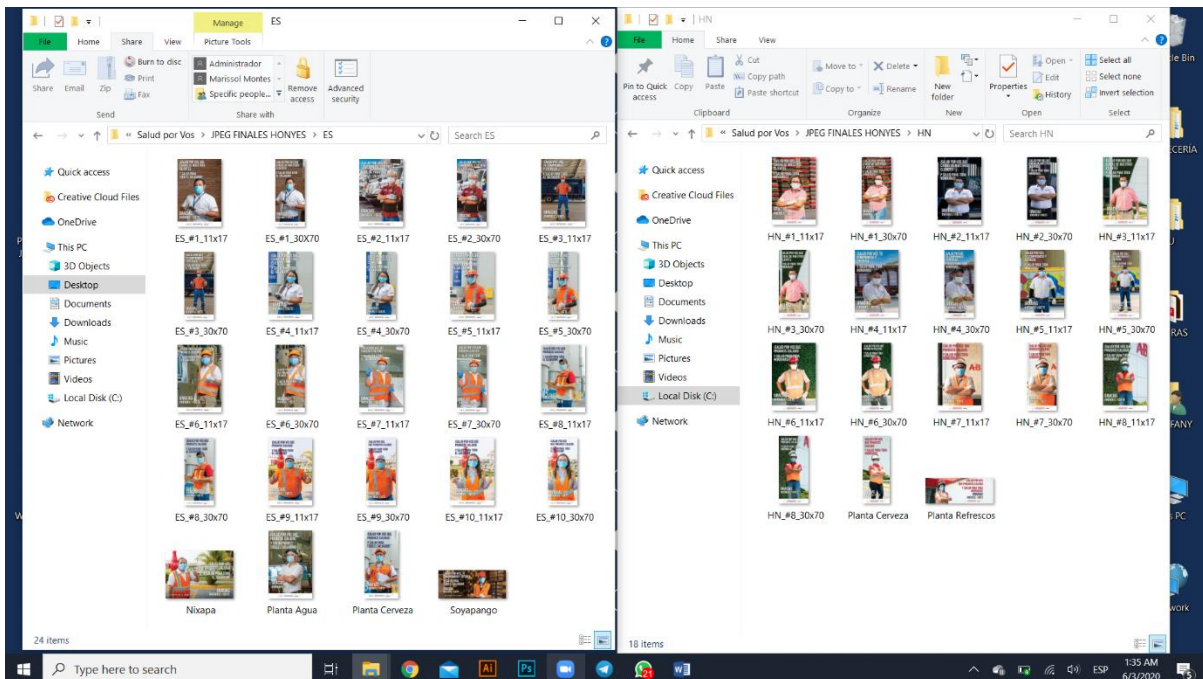 Manage
ES
File
Home
Share
View
Picture Tools
Share
Email
Zip
Burn to disc
Print
Fax
Send
Administrador
Marissol Montes
Specific people...
Remove access
Advanced security
Share with
« Salud por Vos > JPEG FINALES HONYES > ES
Search ES
Quick access
Creative Cloud Files
OneDrive
This PC
3D Objects
Desktop
Documents
Downloads
Music
Pictures
Videos
Local Disk (C:)
Network
ES_#1_11x17
ES_#1_30X70
ES_#2_11x17
ES_#2_30x70
ES_#3_11x17
ES_#3_30x70
ES_#4_11x17
ES_#4_30x70
ES_#5_11x17
ES_#5_30x70
ES_#6_11x17
ES_#6_30x70
ES_#7_11x17
ES_#7_30x70
ES_#8_11x17
ES_#8_30x70
ES_#9_11x17
ES_#9_30x70
ES_#10_11x17
ES_#10_30x70
Nixapa
Planta Agua
Planta Cerveza
Soyapango
24 items
HN
File
Home
Share
View
Pin to Quick access
Copy
Paste
Cut
Copy path
Paste shortcut
Clipboard
Move to
Copy to
Delete
Rename
Organize
New folder
New
Properties
Open
Edit
History
Open
Select all
Select none
Invert selection
Select
« Salud por Vos > JPEG FINALES HONYES > HN
Search HN
Quick access
Creative Cloud Files
OneDrive
This PC
3D Objects
Desktop
Documents
Downloads
Music
Pictures
Videos
Local Disk (C:)
Network
HN_#1_11x17
HN_#1_30x70
HN_#2_11x17
HN_#2_30x70
HN_#3_11x17
HN_#3_30x70
HN_#4_11x17
HN_#4_30x70
HN_#5_11x17
HN_#5_30x70
HN_#6_11x17
HN_#6_30x70
HN_#7_11x17
HN_#7_30x70
HN_#8_11x17
HN_#8_30x70
Planta Cerveza
Planta Refrescos
18 items
Type here to search
Ai
Ps
21
ESP
1:35 AM
6/3/2020
5